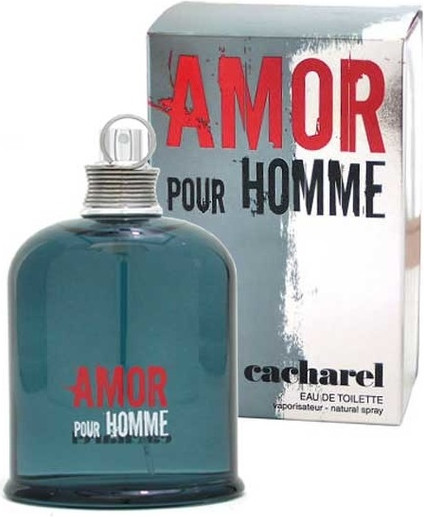 AMOR
POUR HOMME
cacharel
EAU DE TOILETTE
vaporisateur - natural spray
AMOR
POUR HOMME